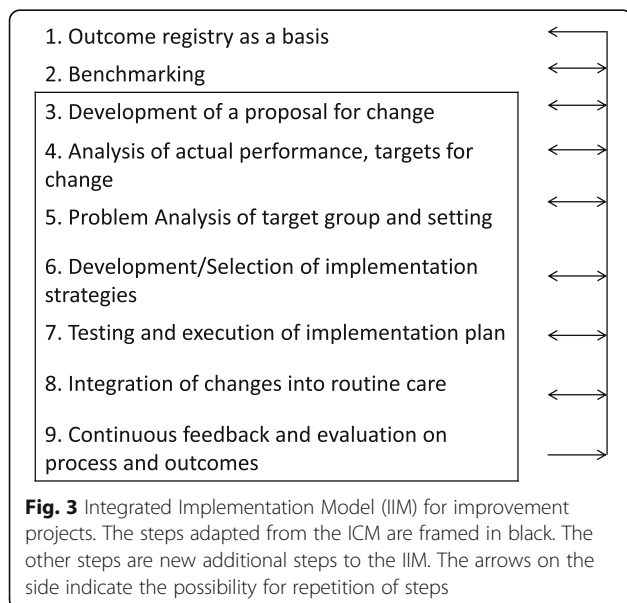 1. Outcome registry as a basis
2. Benchmarking
3. Development of a proposal for change
4. Analysis of actual performance, targets for
change
5. Problem Analysis of target group and setting
6. Development/Selection of implementation
strategies
7. Testing and execution of implementation plan
8. Integration of changes into routine care
9. Continuous feedback and evaluation on
process and outcomes
Fig. 3 Integrated Implementation Model (IIM) for improvement
projects. The steps adapted from the ICM are framed in black. The
other steps are new additional steps to the IIM. The arrows on the
side indicate the possibility for repetition of steps